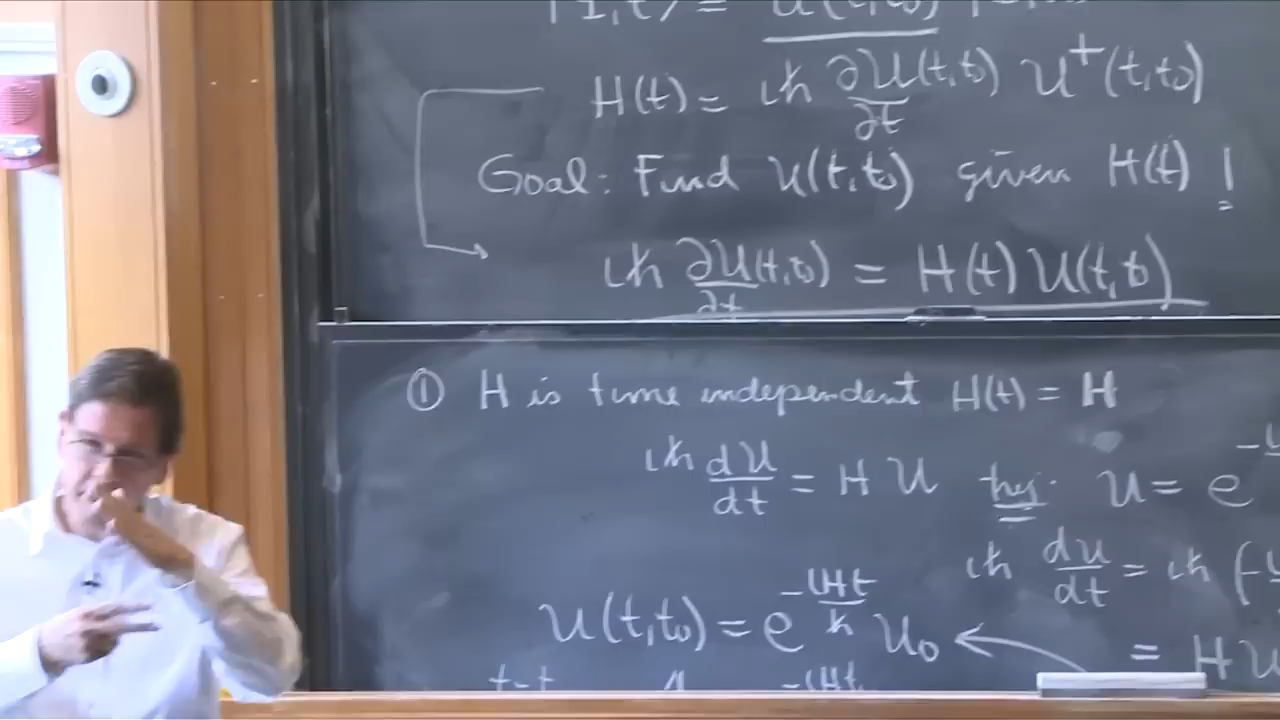 H(t) = iħ ∂U(t,t₀)/∂t U†(t,t₀)
Goal: Find U(t,t₀) given H(t) !
iħ ∂U(t,t₀)/∂t = H(t) U(t,t₀)
① H is time independent H(t) = H
iħ dU/dt = H U try: U = e
iħ dU/dt = iħ (-
U(t,t₀) = e^(-iHt/ħ) U₀
= H U